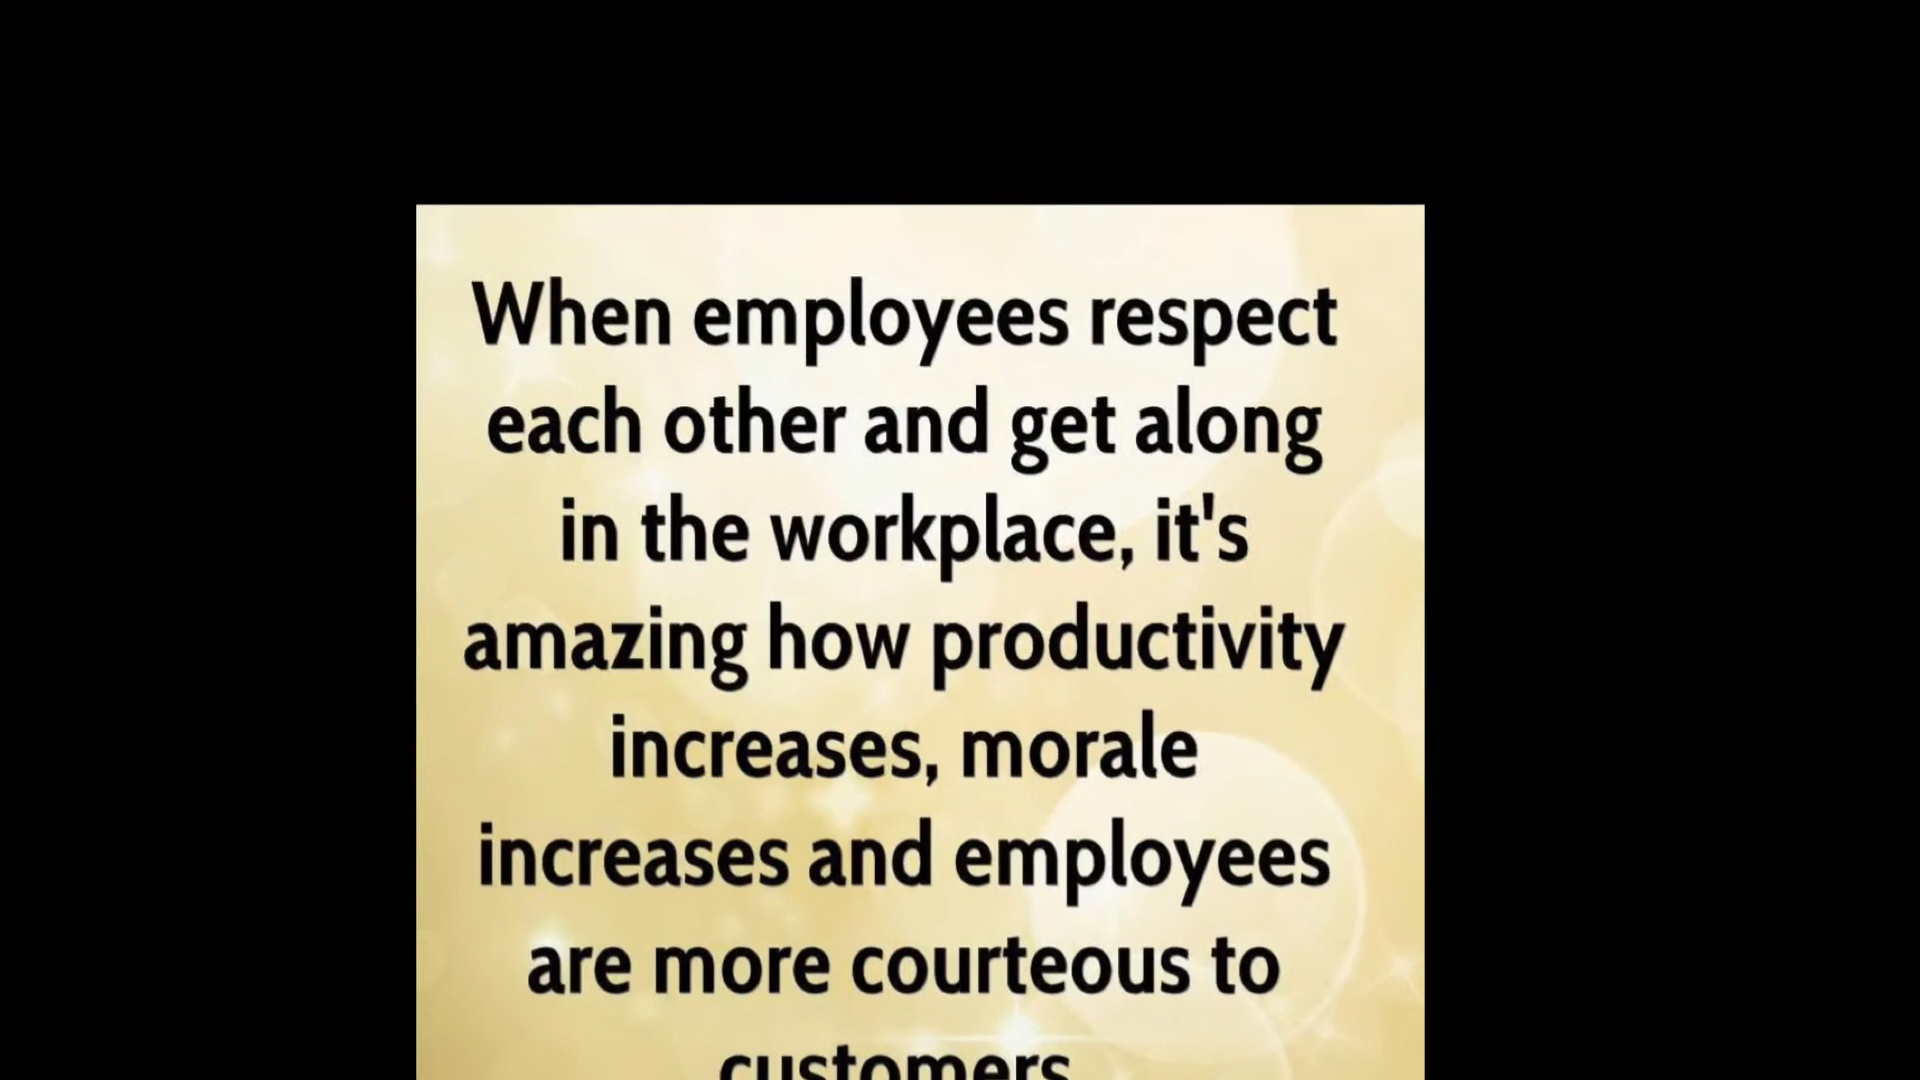 When employees respect
each other and get along
in the workplace, it's
amazing how productivity
increases, morale
increases and employees
are more courteous to
customers